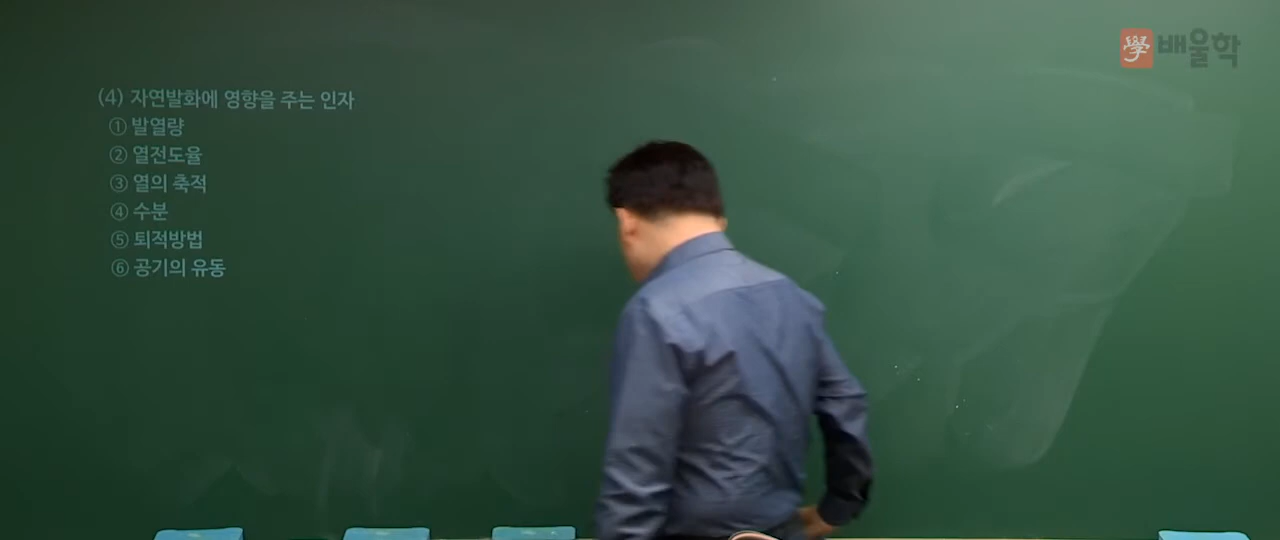 (4) 자연발화에 영향을 주는 인자
① 발열량
② 열전도율
③ 열의 축적
④ 수분
⑤ 퇴적방법
⑥ 공기의 유동
學 배울학